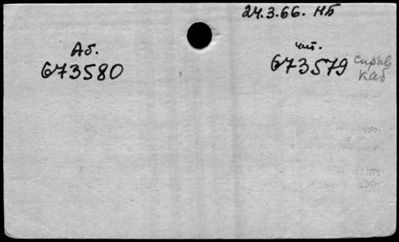 24.3.66. НБ
Аб. чит.
673580 673579 справ
каб